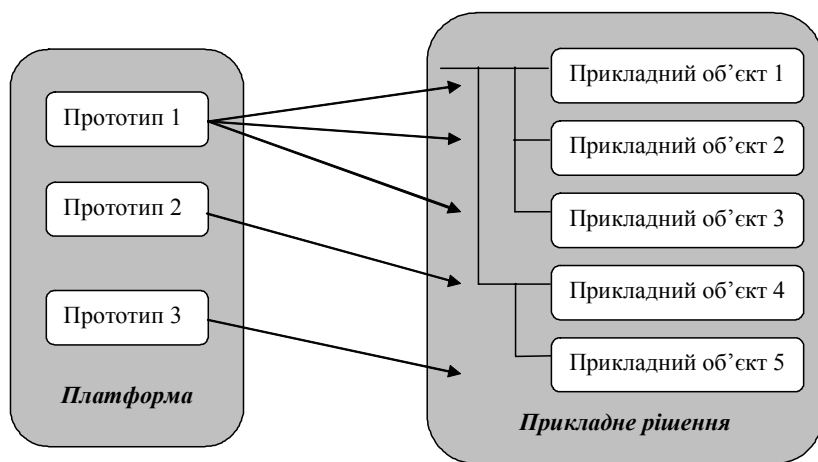 Прототип 1
Прототип 2
Прототип 3
Платформа
Прикладний об’єкт 1
Прикладний об’єкт 2
Прикладний об’єкт 3
Прикладний об’єкт 4
Прикладний об’єкт 5
Прикладне рішення